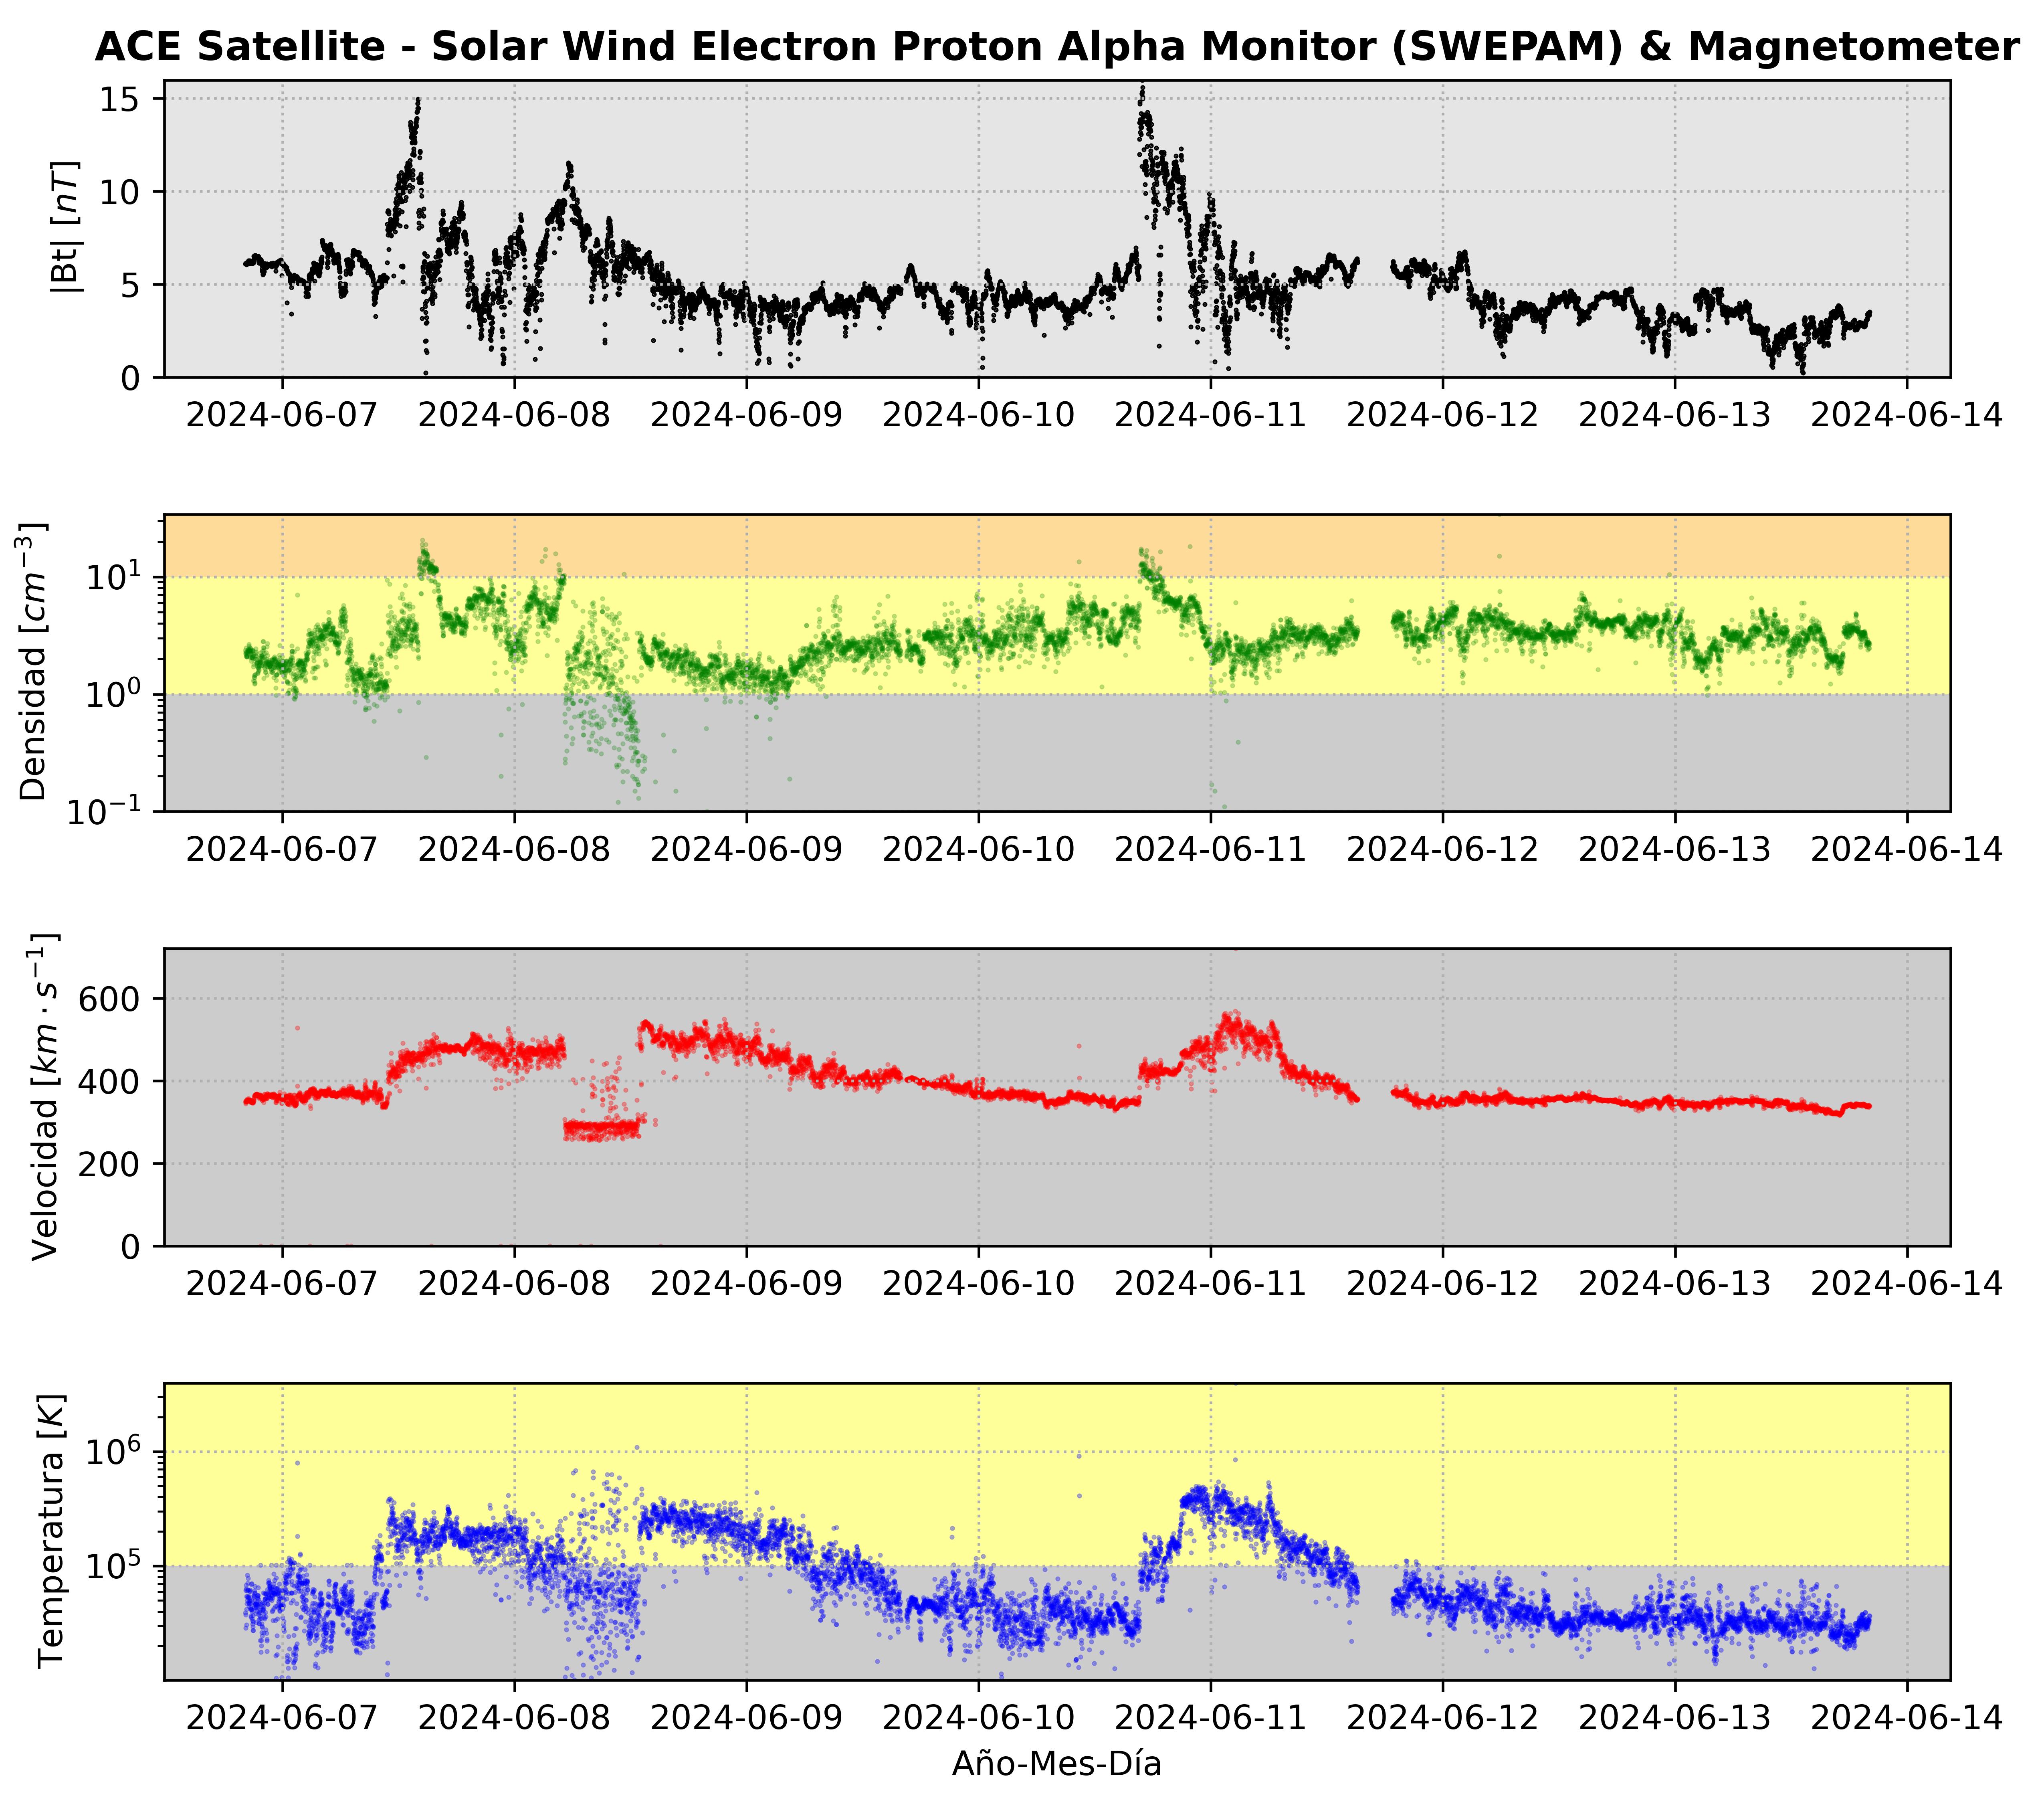 ACE Satellite - Solar Wind Electron Proton Alpha Monitor (SWEPAM) & Magnetometer
|Bt| [nT]
15
10
5
0
2024-06-07 2024-06-08 2024-06-09 2024-06-10 2024-06-11 2024-06-12 2024-06-13 2024-06-14
Densidad [cm⁻³]
10¹
10⁰
10⁻¹
2024-06-07 2024-06-08 2024-06-09 2024-06-10 2024-06-11 2024-06-12 2024-06-13 2024-06-14
Velocidad [km · s⁻¹]
600
400
200
0
2024-06-07 2024-06-08 2024-06-09 2024-06-10 2024-06-11 2024-06-12 2024-06-13 2024-06-14
Temperatura [K]
10⁶
10⁵
2024-06-07 2024-06-08 2024-06-09 2024-06-10 2024-06-11 2024-06-12 2024-06-13 2024-06-14
Año-Mes-Día